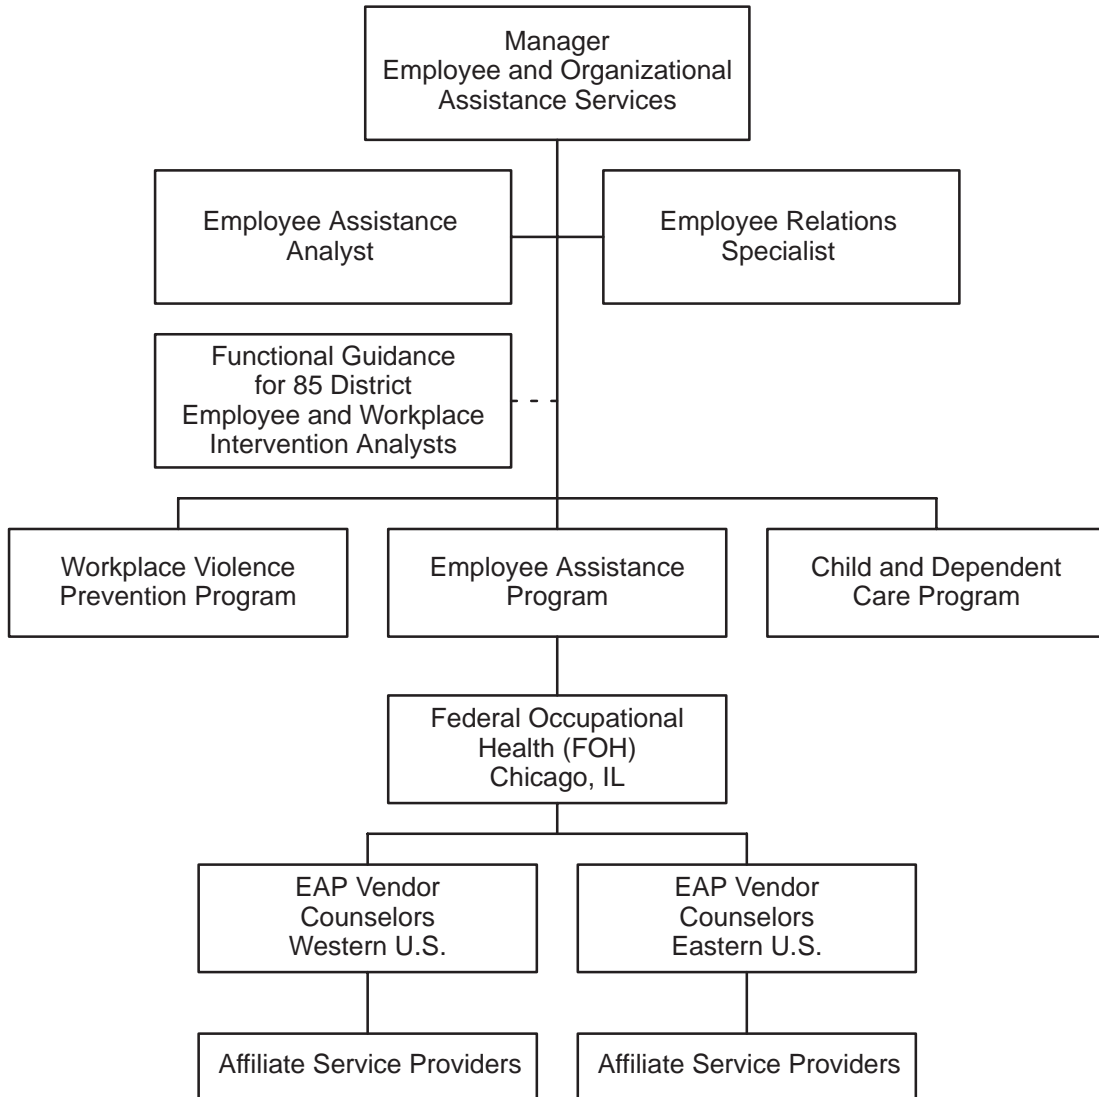 Manager
Employee and Organizational
Assistance Services
Employee Assistance
Analyst
Employee Relations
Specialist
Functional Guidance
for 85 District
Employee and Workplace
Intervention Analysts
Workplace Violence
Prevention Program
Employee Assistance
Program
Child and Dependent
Care Program
Federal Occupational
Health (FOH)
Chicago, IL
EAP Vendor
Counselors
Western U.S.
EAP Vendor
Counselors
Eastern U.S.
Affiliate Service Providers
Affiliate Service Providers